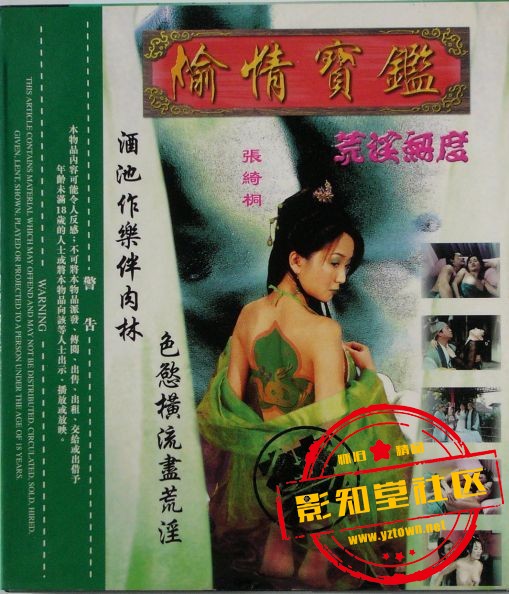 偷情寶鑑
荒淫無度
張綺桐
酒池作樂伴肉林
色慾橫流盡荒淫
警告
本物品內容可能令人反感；不可將本物品派發、傳閱、出售、出租、交給或出借予
年齡未滿18歲的人士或將本物品向該等人士出示、播放或放映。
WARNING
THIS ARTICLE CONTAINS MATERIAL WHICH MAY OFFEND AND MAY NOT BE DISTRIBUTED, CIRCULATED, SOLD, HIRED,
GIVEN, LENT, SHOWN, PLAYED OR PROJECTED TO A PERSON UNDER THE AGE OF 18 YEARS.
影知堂社区
www.yztown.net